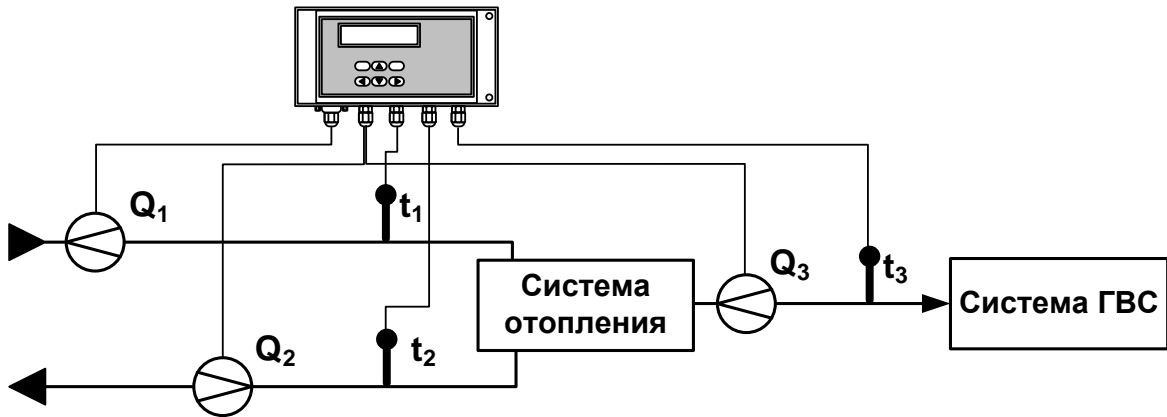 Q₁
t₁
Q₃
t₃
Система
отопления
Система ГВС
Q₂
t₂